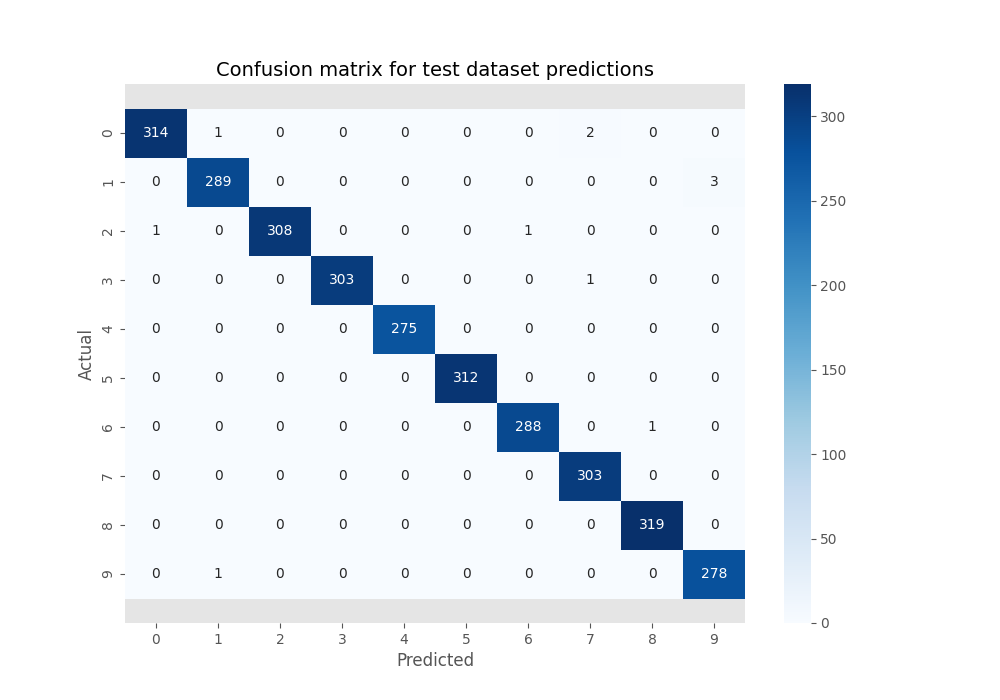 Confusion matrix for test dataset predictions
0 314 1 0 0 0 0 0 2 0 0
1 0 289 0 0 0 0 0 0 0 3
2 1 0 308 0 0 0 1 0 0 0
3 0 0 0 303 0 0 0 1 0 0
4 0 0 0 0 275 0 0 0 0 0
5 0 0 0 0 0 312 0 0 0 0
6 0 0 0 0 0 0 288 0 1 0
7 0 0 0 0 0 0 0 303 0 0
8 0 0 0 0 0 0 0 0 319 0
9 0 1 0 0 0 0 0 0 0 278
0 1 2 3 4 5 6 7 8 9
Predicted
Actual
300
250
200
150
100
50
0